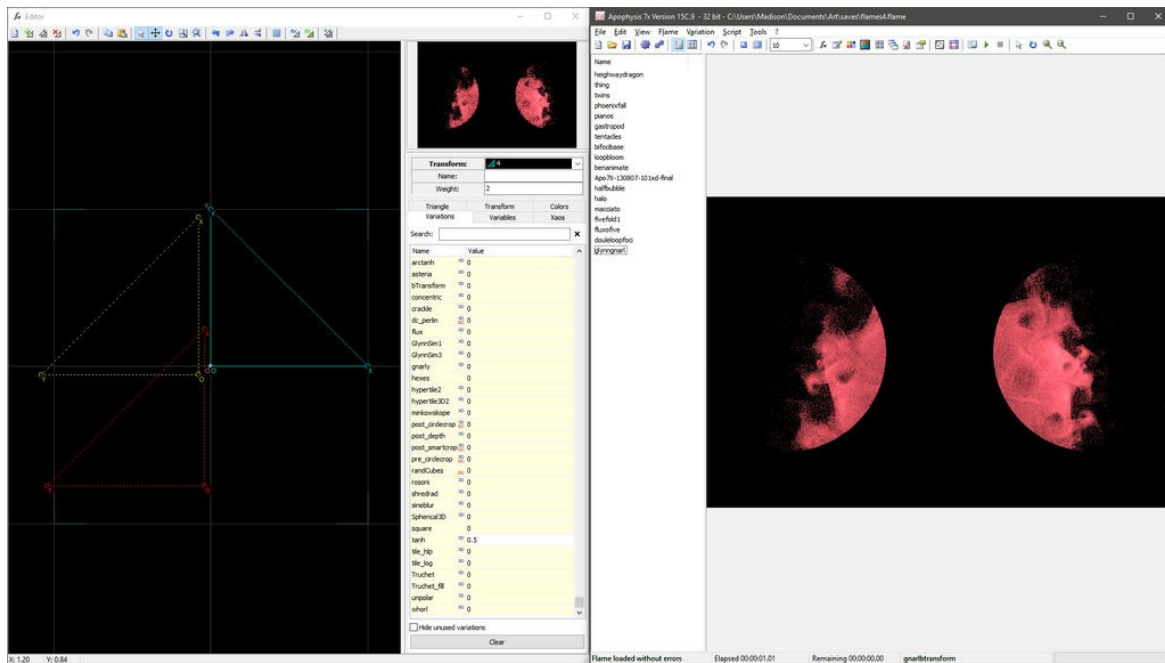 Editor
Transform: 4
Name:
Weight: 2
Triangle Transform Colors
Variations Variables Xaos
Search:
Name Value
arctanh 0
asteria 0
bTransform 0
concentric 0
crackle 0
dc_perlin 0
flux 0
GlynnSim1 0
GlynnSim3 0
gnarly 0
hexes 0
hypertile2 0
hypertile3D2 0
minkowskope 0
post_circlecrop 0
post_depth 0
post_smartcrop 0
pre_circlecrop 0
randCubes 0
rosoni 0
shredrad 0
sineblur 0
Spherical3D 0
square 0
tanh 0.5
tile_hlp 0
tile_log 0
Truchet 0
Truchet_fill 0
unpolar 0
whorl 0
Hide unused variations
Clear
X: 1.20 Y: 0.84
Apophysis 7x Version 15C.9 - 32 bit - C:\Users\Madison\Documents\Art\saves\flames4.flame
File Edit View Flame Variation Script Tools ?
10
Name
heighwaydragon
thing
twins
phoenixfall
pianos
gastropod
tentacles
bifocibase
loopbloom
benanimate
Apo7X-130807-101xd-final
halfbubble
halo
macciato
fivefold1
fluxofive
douleloopfoci
glynngnarl
Flame loaded without errors Elapsed 00:00:01.01 Remaining 00:00:00.00 gnarlbtransform